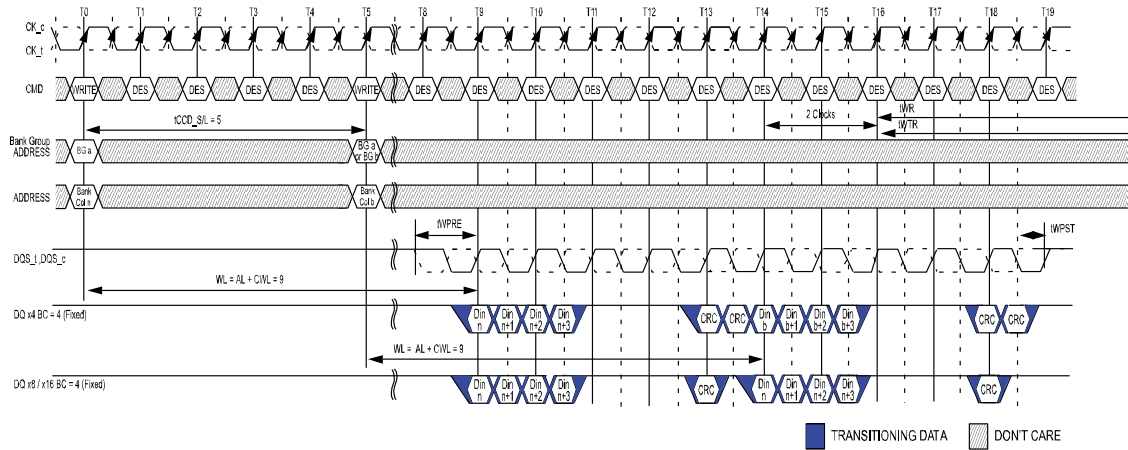 T0 T1 T2 T3 T4 T5 T8 T9 T10 T11 T12 T13 T14 T15 T16 T17 T18 T19
CK_c
CK_t
CMD WRITE DES DES DES DES WRITE DES DES DES DES DES DES DES DES DES DES DES DES
tCCD_S/L = 5 2 Clocks tWR
tWTR
Bank Group
ADDRESS BG a BG a
or BG b
ADDRESS Bank
Col n Bank
Col b
tWPRE tWPST
DQS_t,DQS_c
WL = AL + CWL = 9
DQ x4 BC = 4 (Fixed) Din
n Din
n+1 Din
n+2 Din
n+3 CRC CRC Din
b Din
b+1 Din
b+2 Din
b+3 CRC CRC
WL = AL + CWL = 9
DQ x8 / x16 BC = 4 (Fixed) Din
n Din
n+1 Din
n+2 Din
n+3 CRC Din
n Din
n+1 Din
n+2 Din
n+3 CRC
TRANSITIONING DATA DON'T CARE